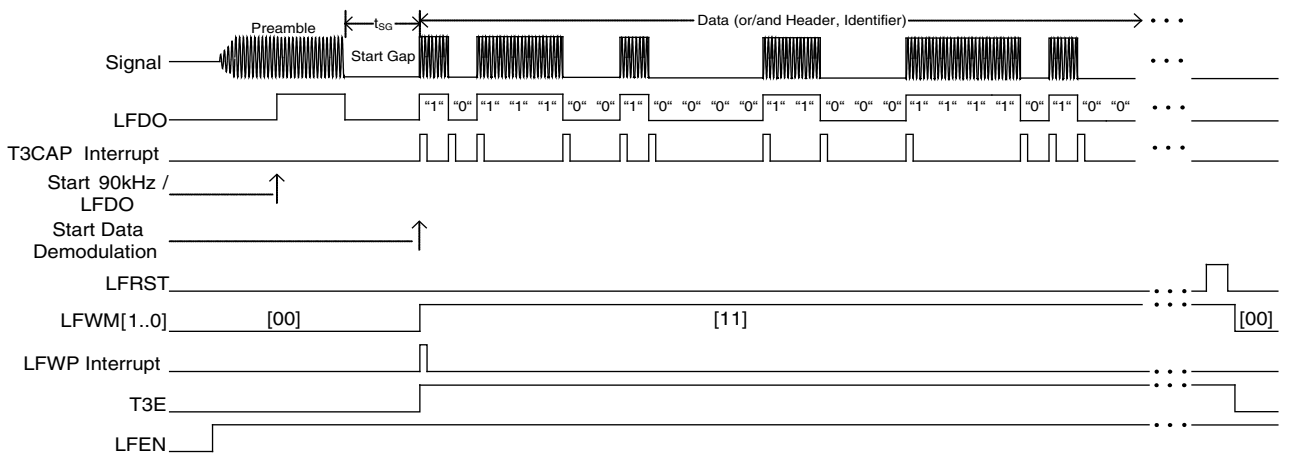 Preamble
tSG
Data (or/and Header, Identifier)
Signal
Start Gap
LFDO
“1“ “0“ “1“ “1“ “1“ “0“ “0“ “1“ “0“ “0“ “0“ “0“ “1“ “1“ “0“ “0“ “0“ “1“ “1“ “1“ “1“ “0“ “1“ “0“ “0“
T3CAP Interrupt
Start 90kHz /
LFDO
Start Data
Demodulation
LFRST
LFWM[1..0]
[00]
[11]
[00]
LFWP Interrupt
T3E
LFEN